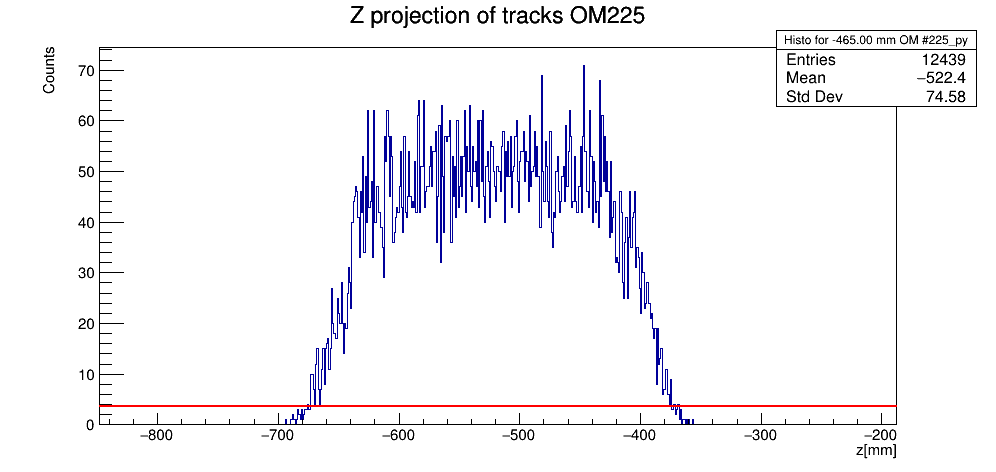 Z projection of tracks OM225
Histo for -465.00 mm OM #225_py
Entries 12439
Mean −522.4
Std Dev 74.58
Counts
70
60
50
40
30
20
10
0
−800 −700 −600 −500 −400 −300 −200
z[mm]